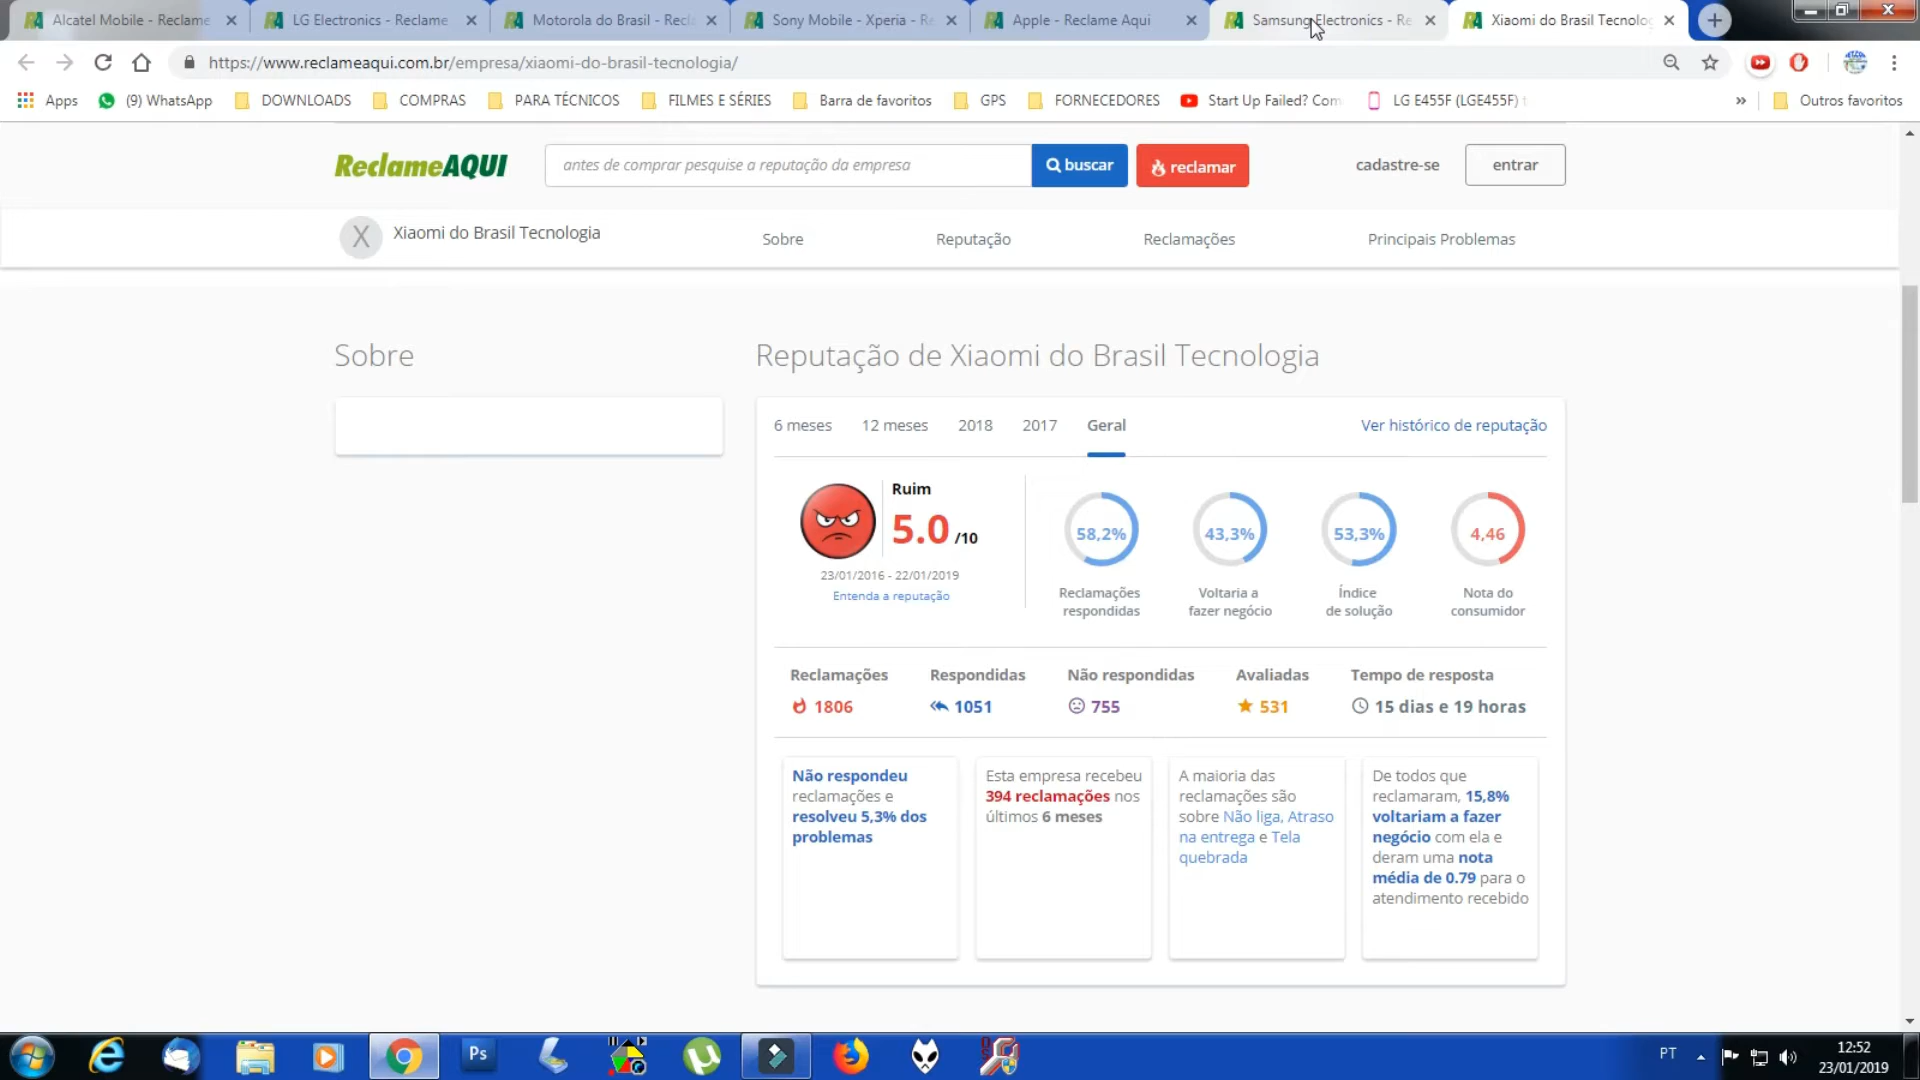 Alcatel Mobile - Reclame
LG Electronics - Reclame
Motorola do Brasil - Recl
Sony Mobile - Xperia - Re
Apple - Reclame Aqui
Samsung Electronics - Re
Xiaomi do Brasil Tecnolog
https://www.reclameaqui.com.br/empresa/xiaomi-do-brasil-tecnologia/
Apps
(9) WhatsApp
DOWNLOADS
COMPRAS
PARA TÉCNICOS
FILMES E SÉRIES
Barra de favoritos
GPS
FORNECEDORES
Start Up Failed? Com
LG E455F (LGE455F)
»
Outros favoritos
ReclameAQUI
antes de comprar pesquise a reputação da empresa
buscar
reclamar
cadastre-se
entrar
X
Xiaomi do Brasil Tecnologia
Sobre
Reputação
Reclamações
Principais Problemas
Sobre
Reputação de Xiaomi do Brasil Tecnologia
6 meses
12 meses
2018
2017
Geral
Ver histórico de reputação
Ruim
5.0 /10
23/01/2016 - 22/01/2019
Entenda a reputação
58,2%
Reclamações
respondidas
43,3%
Voltaria a
fazer negócio
53,3%
Índice
de solução
4,46
Nota do
consumidor
Reclamações
1806
Respondidas
1051
Não respondidas
755
Avaliadas
531
Tempo de resposta
15 dias e 19 horas
Não respondeu
reclamações e
resolveu 5,3% dos
problemas
Esta empresa recebeu
394 reclamações nos
últimos 6 meses
A maioria das
reclamações são
sobre Não liga, Atraso
na entrega e Tela
quebrada
De todos que
reclamaram, 15,8%
voltariam a fazer
negócio com ela e
deram uma nota
média de 0.79 para o
atendimento recebido
Ps
PT
12:52
23/01/2019